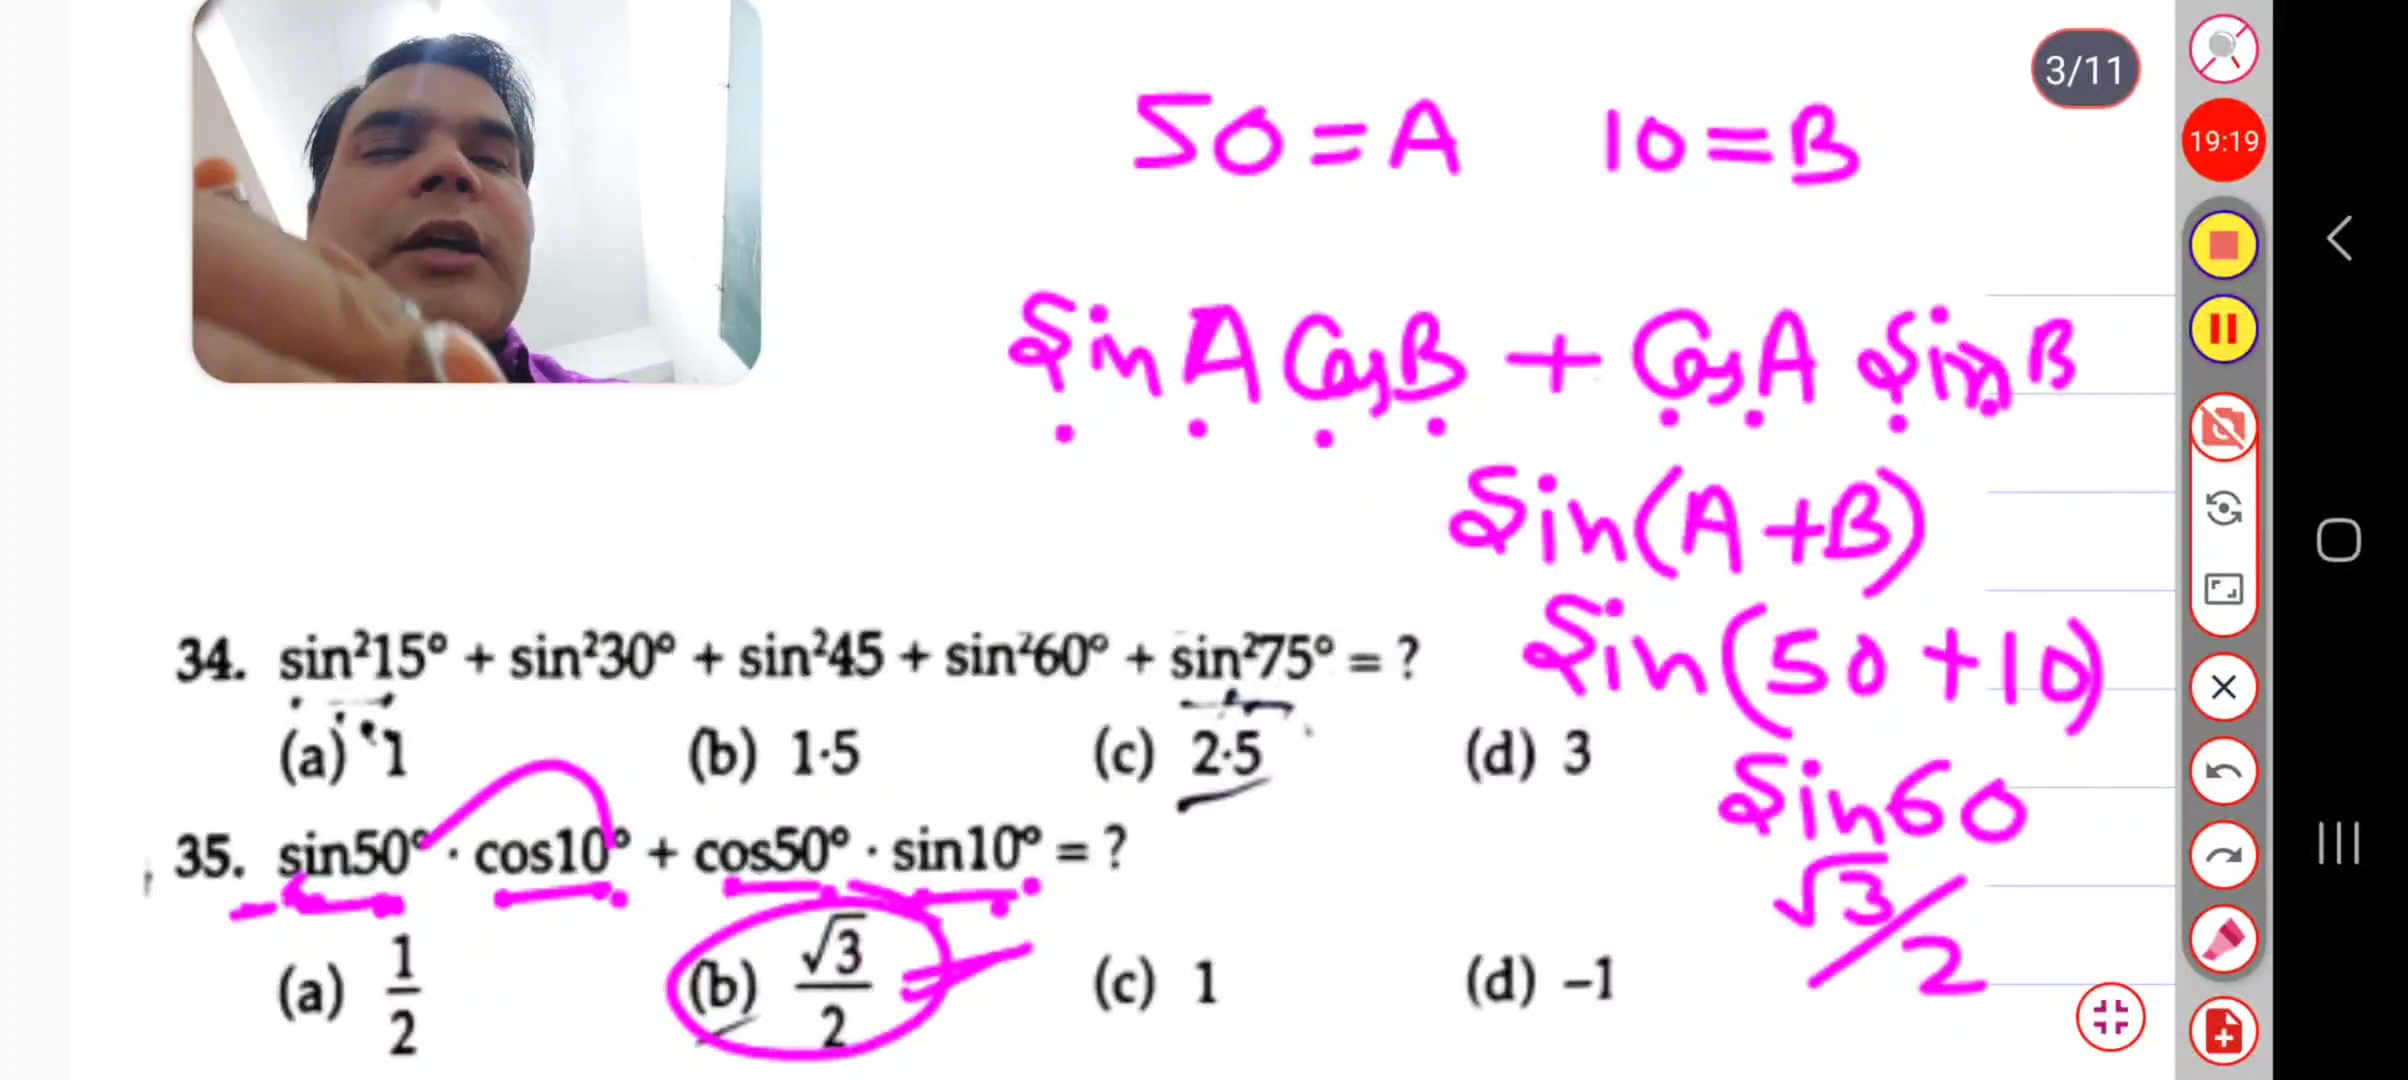 3/11
19:19
50 = A 10 = B
Sin A Cos B + Cos A Sin B
Sin(A+B)
Sin(50+10)
Sin60
√3/2
34. sin²15° + sin²30° + sin²45 + sin²60° + sin²75° = ?
(a) 1 (b) 1·5 (c) 2·5 (d) 3
35. sin50° · cos10° + cos50° · sin10° = ?
(a) 1/2 (b) √3/2 (c) 1 (d) –1